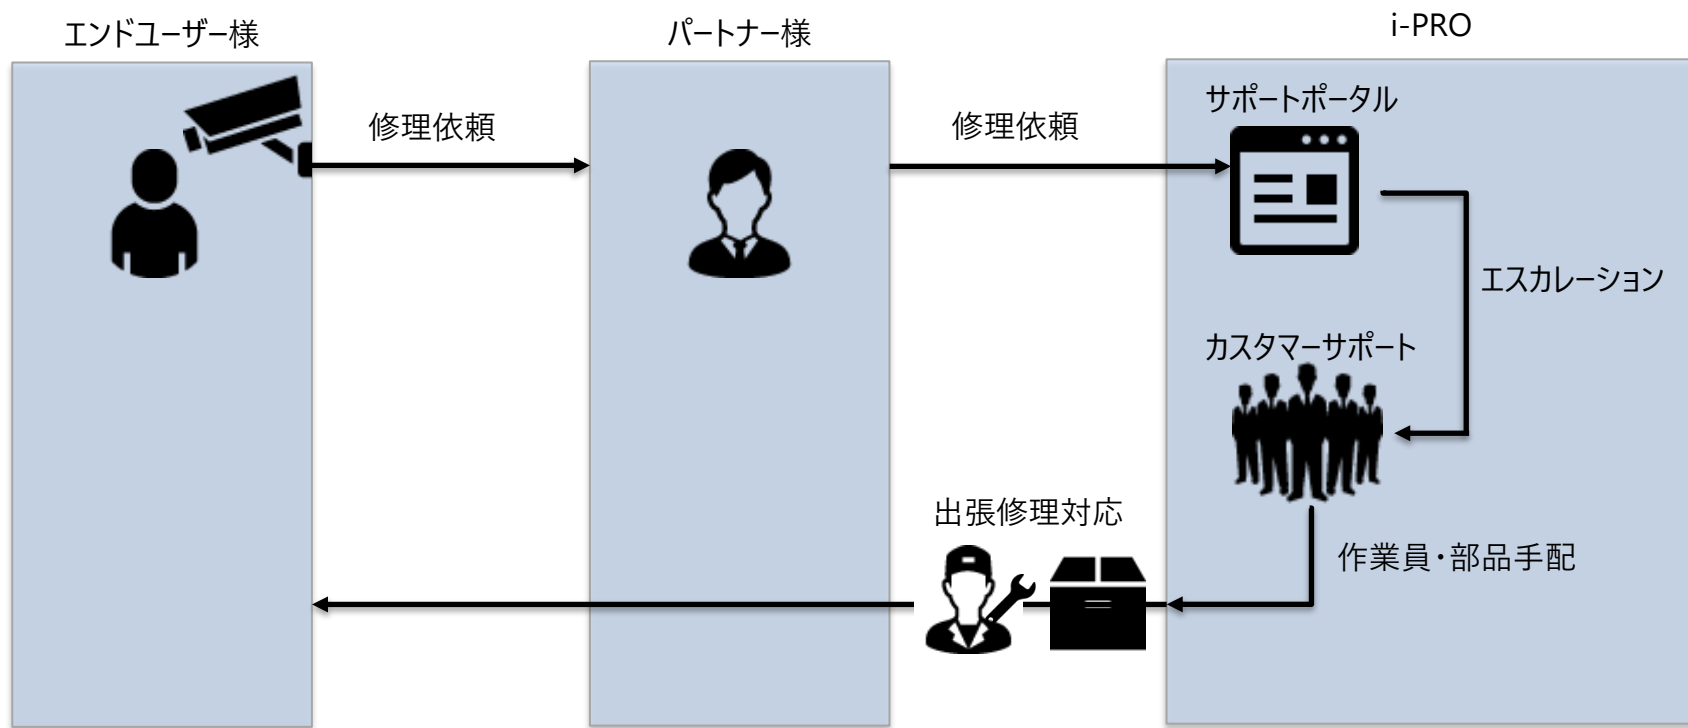 エンドユーザー様
パートナー様
i-PRO
修理依頼
修理依頼
サポートポータル
エスカレーション
カスタマーサポート
出張修理対応
作業員・部品手配